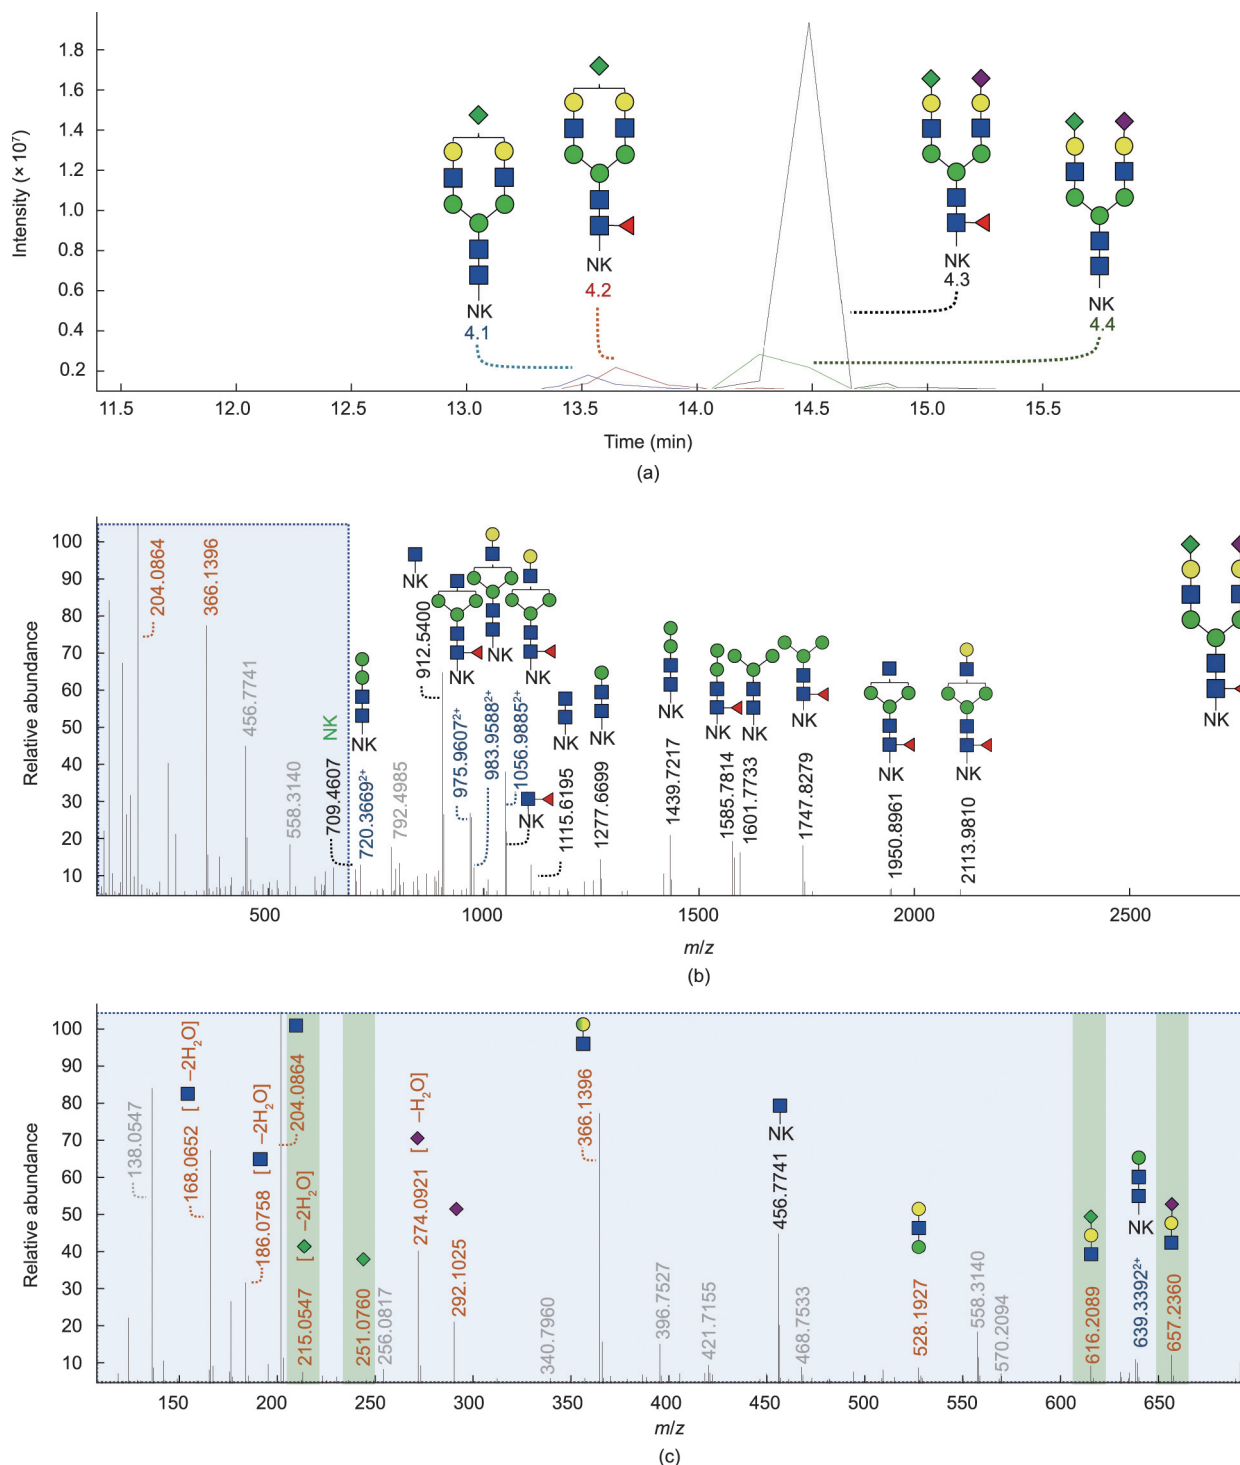 Intensity (× 10⁷)
1.8
1.6
1.4
1.2
1.0
0.8
0.6
0.4
0.2
NK
4.1
NK
4.2
NK
4.3
NK
4.4
11.5
12.0
12.5
13.0
13.5
14.0
14.5
15.0
15.5
Time (min)
(a)
Relative abundance
100
90
80
70
60
50
40
30
20
10
204.0864
366.1396
456.7741
558.3140
709.4607
NK
NK
720.3669²⁺
792.4985
NK
912.5400
NK
975.9607²⁺
NK
983.9588²⁺
NK
1056.9885²⁺
NK
NK
1115.6195
NK
1277.6699
NK
1439.7217
NK
1585.7814
NK
1601.7733
NK
1747.8279
NK
1950.8961
NK
2113.9810
NK
500
1000
1500
2000
2500
m/z
(b)
Relative abundance
100
90
80
70
60
50
40
30
20
10
138.0547
168.0652 [ –2H₂O]
186.0758 [ –2H₂O]
204.0864
215.0547 [ –2H₂O]
251.0760
256.0817
274.0921 [ –H₂O]
292.1025
340.7960
366.1396
396.7527
421.7155
NK
456.7741
468.7533
528.1927
558.3140
570.2094
616.2089
NK
639.3392²⁺
657.2360
150
200
250
300
350
400
450
500
550
600
650
m/z
(c)